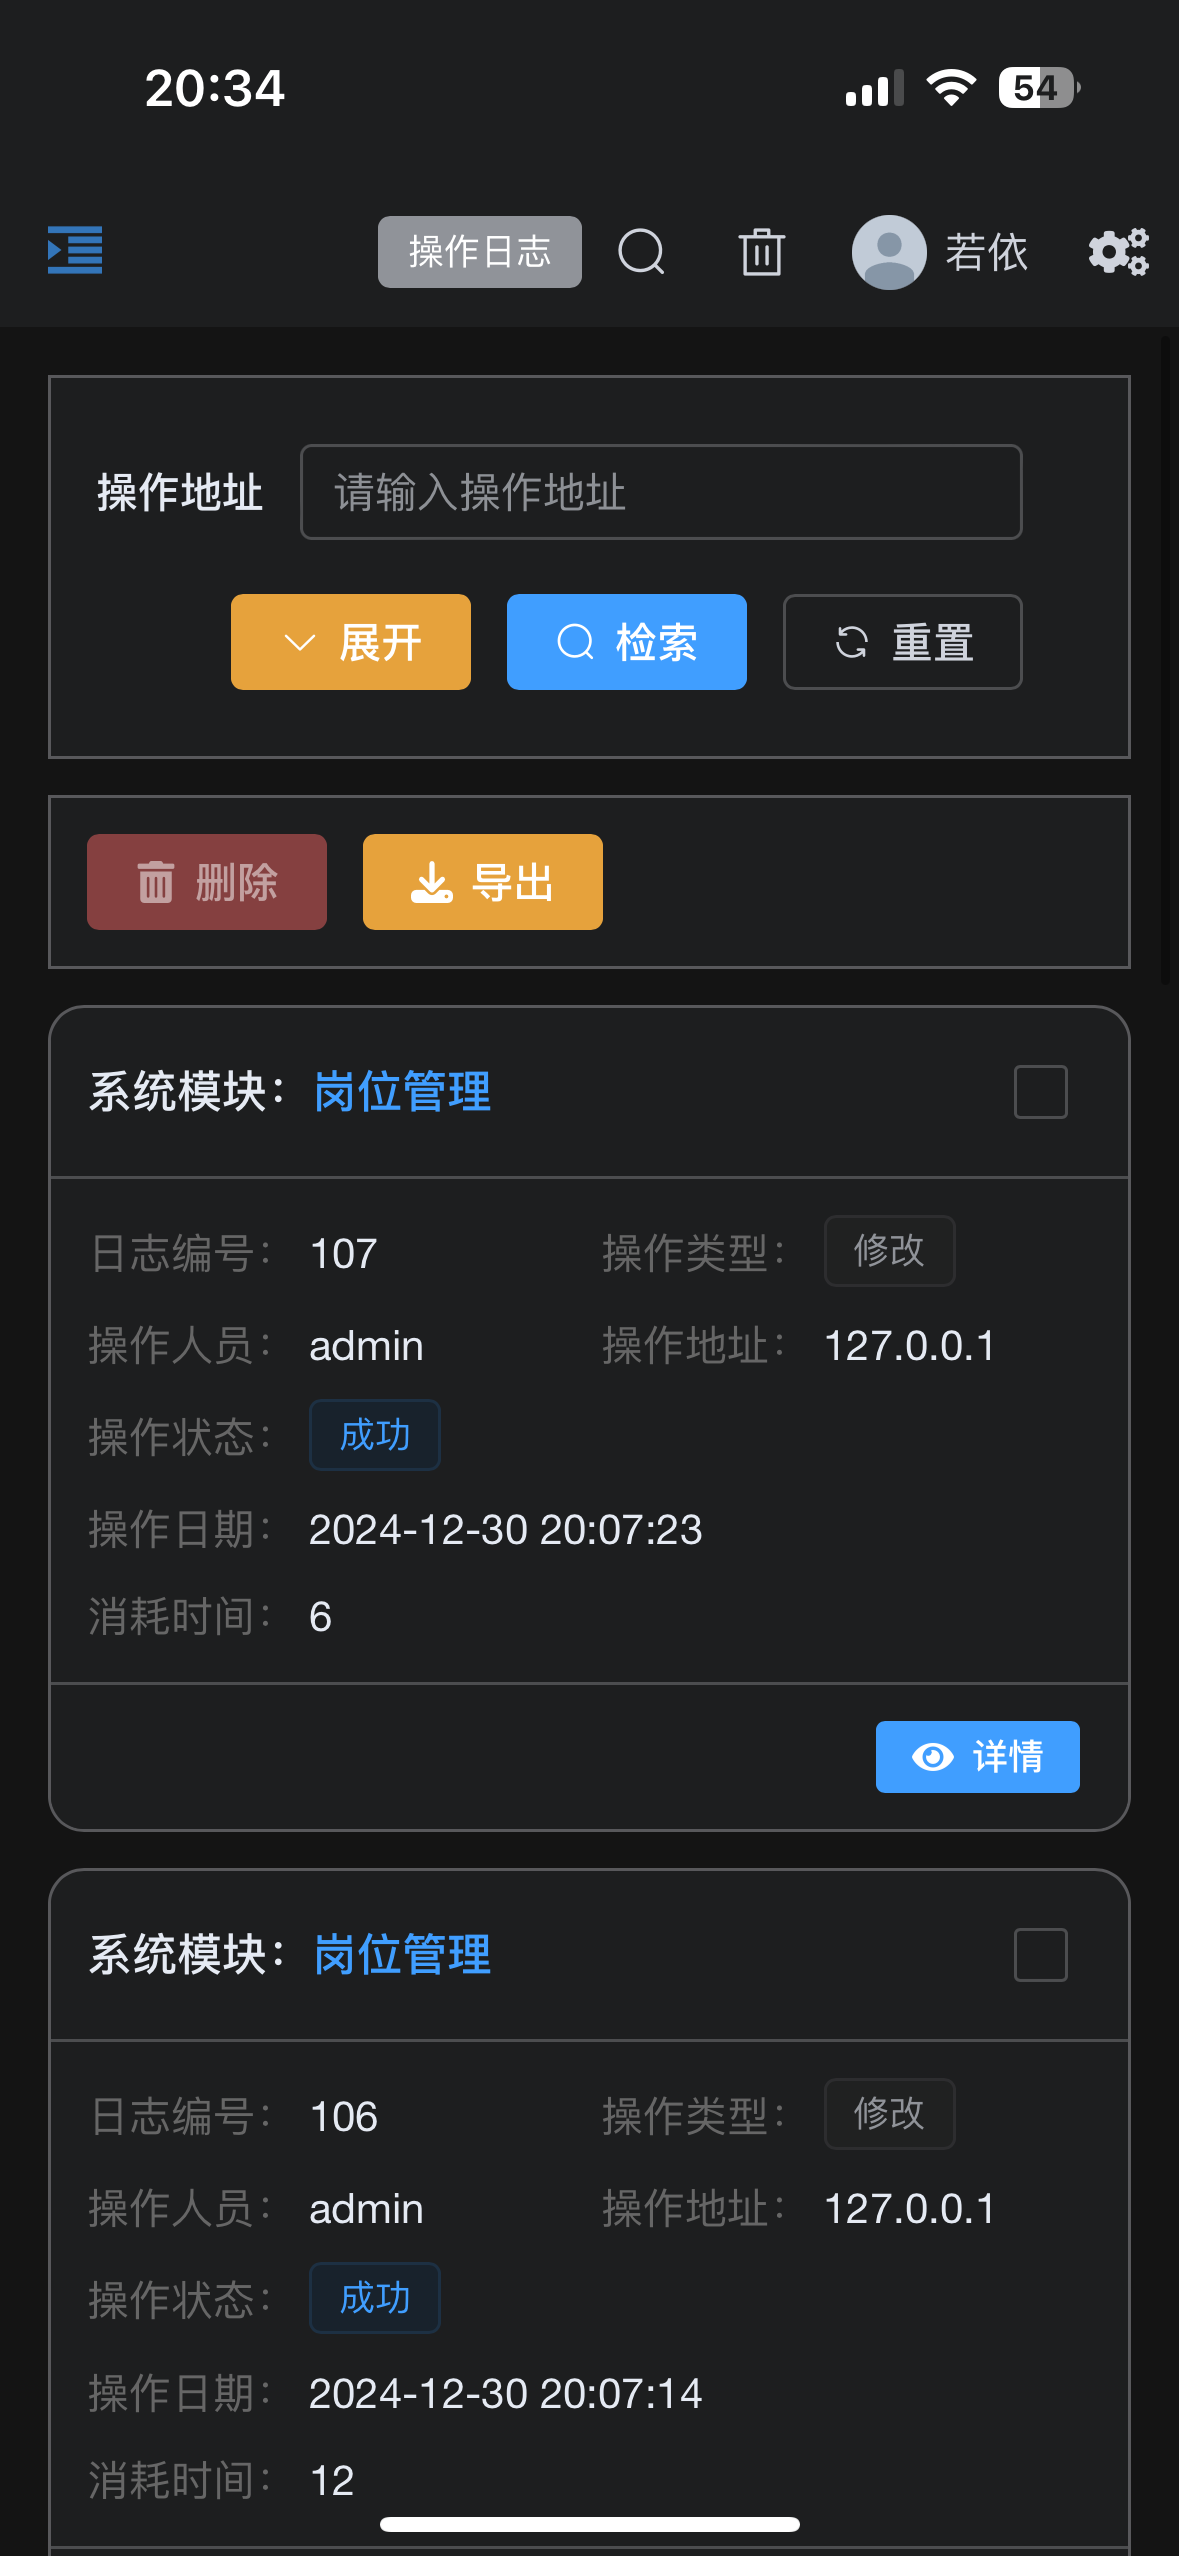 20:34
54
操作日志
若依
操作地址
请输入操作地址
展开
检索
重置
删除
导出
系统模块： 岗位管理
日志编号： 107 操作类型： 修改
操作人员： admin 操作地址： 127.0.0.1
操作状态： 成功
操作日期： 2024-12-30 20:07:23
消耗时间： 6
详情
系统模块： 岗位管理
日志编号： 106 操作类型： 修改
操作人员： admin 操作地址： 127.0.0.1
操作状态： 成功
操作日期： 2024-12-30 20:07:14
消耗时间： 12